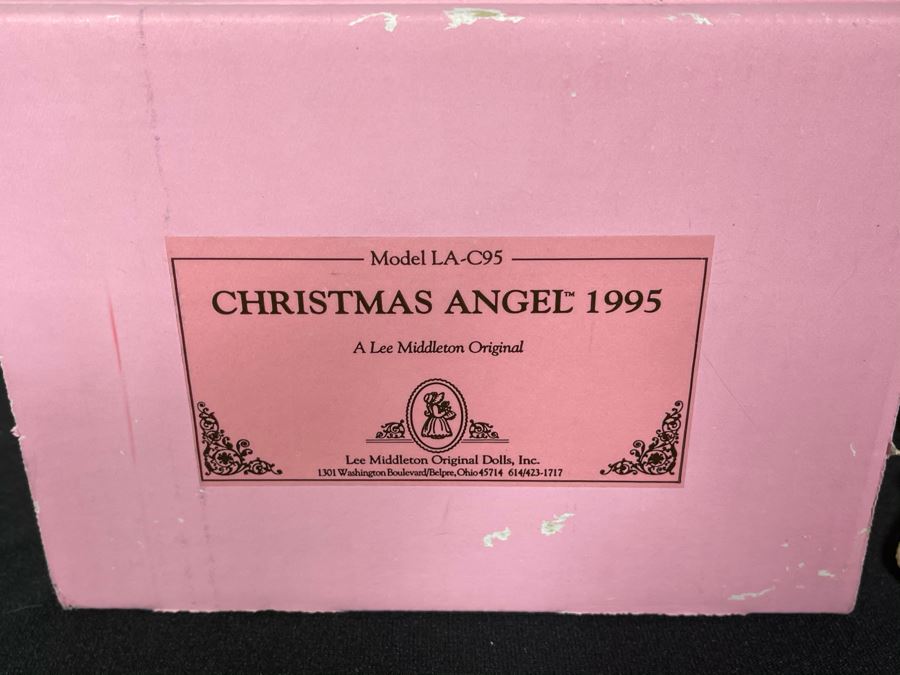 Model LA-C95
CHRISTMAS ANGEL™ 1995
A Lee Middleton Original
Lee Middleton Original Dolls, Inc.
1301 Washington Boulevard/Belpre, Ohio 45714 614/423-1717